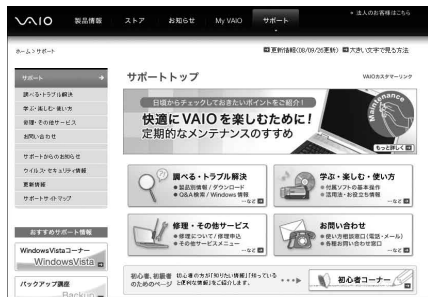 VAIO 製品情報 ストア お知らせ My VAIO サポート
法人のお客様はこちら
ホーム > サポート
更新情報(08/09/26更新) 大きい文字で見る方法
サポート
調べる・トラブル解決
学ぶ・楽しむ・使い方
修理・その他サービス
お問い合わせ
サポートからのお知らせ
ウイルス・セキュリティ情報
更新情報
サポートサイトマップ
おすすめサポート情報
WindowsVistaコーナー
WindowsVista
バックアップ講座
Backup
サポートトップ
VAIOカスタマーリンク
日頃からチェックしておきたいポイントをご紹介!
快適にVAIOを楽しむために!
定期的なメンテナンスのすすめ
Maintenance
もっと詳しく
調べる・トラブル解決
製品別情報 / ダウンロード
Q&A検索 / Windows 情報
…など
学ぶ・楽しむ・使い方
付属ソフトの基本操作
活用法・お役立ち情報
…など
修理・その他サービス
修理について / 修理申込
その他サービスメニュー
…など
お問い合わせ
使い方相談窓口(電話・メール)
各種お問い合わせ窓口
…など
初心者、初級者のためのページ
初心者の方が「知りたい情報」「知っていると便利な情報」をご紹介します。
初心者コーナー